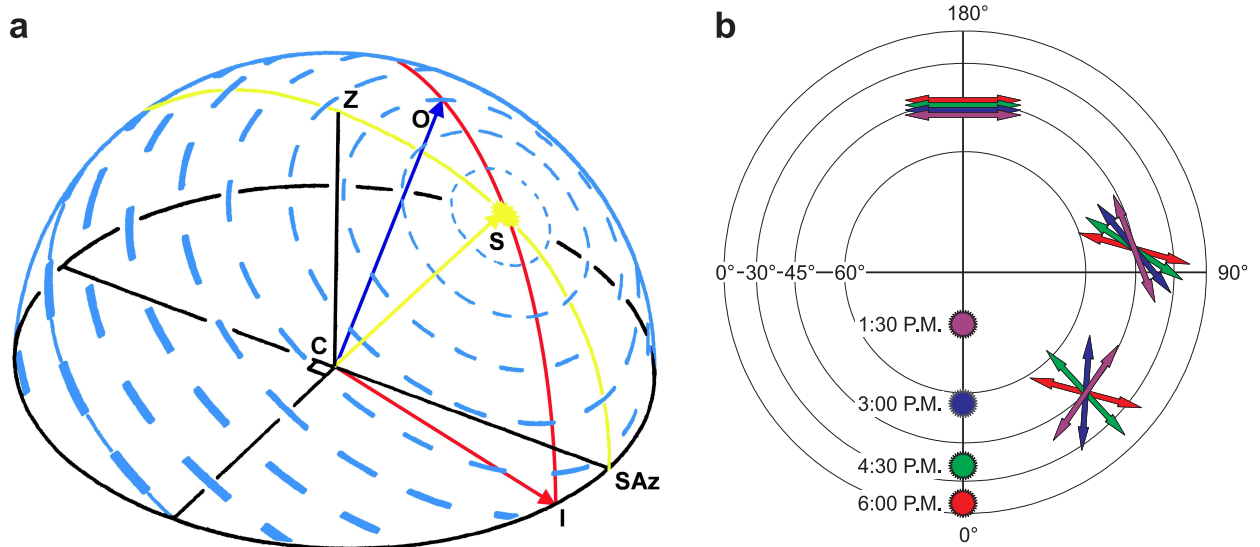 a
Z
O
S
C
SAz
I
b
180°
0°–30°–45°–60°
90°
1:30 P.M.
3:00 P.M.
4:30 P.M.
6:00 P.M.
0°